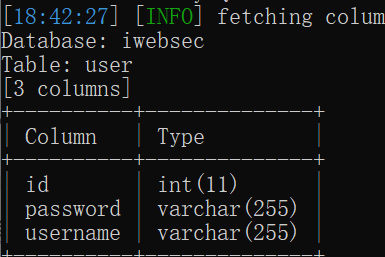 [18:42:27] [INFO] fetching colum
Database: iwebsec
Table: user
[3 columns]
+----------+--------------+
| Column | Type |
+----------+--------------+
| id | int(11) |
| password | varchar(255) |
| username | varchar(255) |
+----------+--------------+